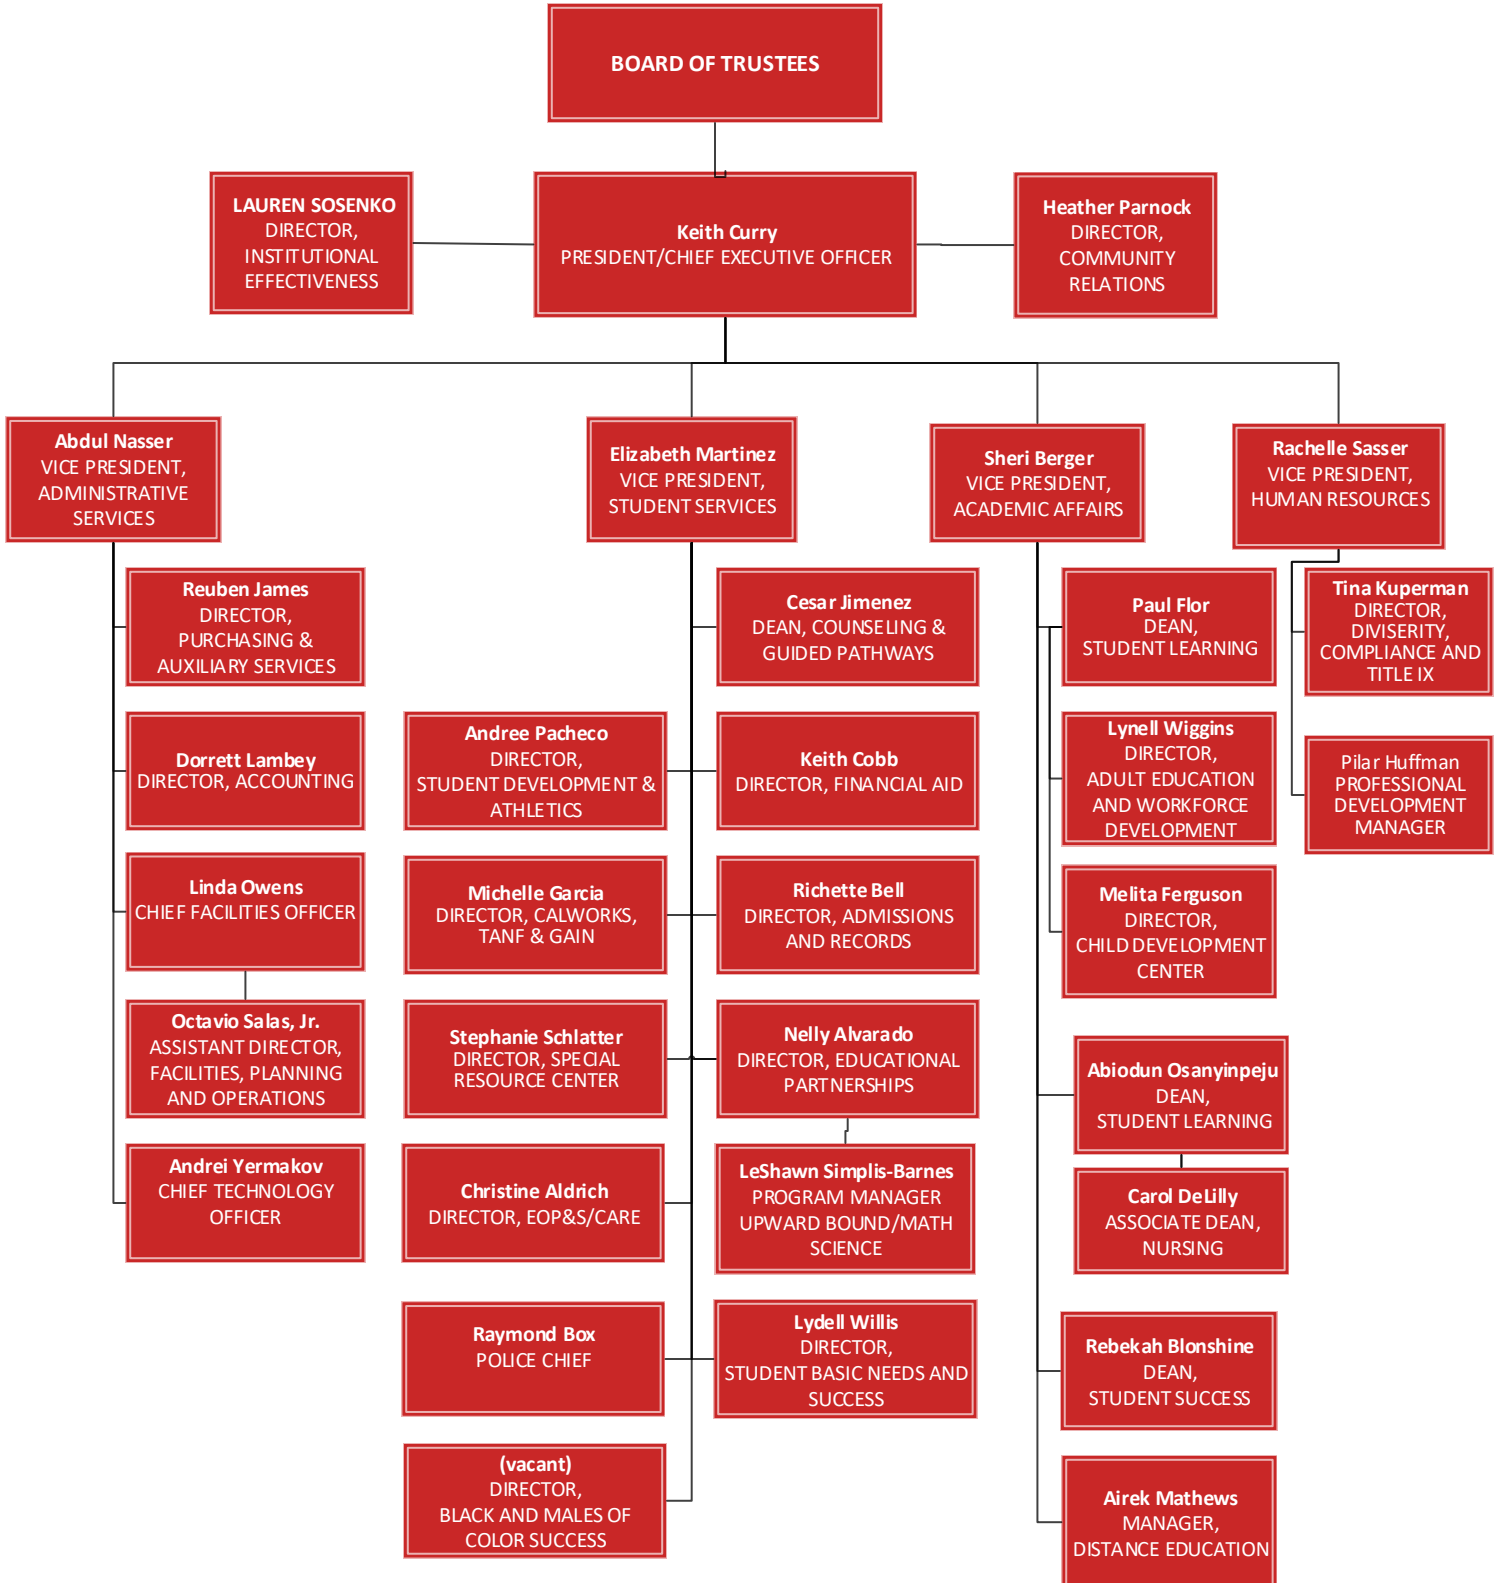 BOARD OF TRUSTEES
LAUREN SOSENKO
DIRECTOR,
INSTITUTIONAL
EFFECTIVENESS
Keith Curry
PRESIDENT/CHIEF EXECUTIVE OFFICER
Heather Parnock
DIRECTOR,
COMMUNITY
RELATIONS
Abdul Nasser
VICE PRESIDENT,
ADMINISTRATIVE
SERVICES
Elizabeth Martinez
VICE PRESIDENT,
STUDENT SERVICES
Sheri Berger
VICE PRESIDENT,
ACADEMIC AFFAIRS
Rachelle Sasser
VICE PRESIDENT,
HUMAN RESOURCES
Reuben James
DIRECTOR,
PURCHASING &
AUXILIARY SERVICES
Dorrett Lambey
DIRECTOR, ACCOUNTING
Linda Owens
CHIEF FACILITIES OFFICER
Octavio Salas, Jr.
ASSISTANT DIRECTOR,
FACILITIES, PLANNING
AND OPERATIONS
Andrei Yermakov
CHIEF TECHNOLOGY
OFFICER
Cesar Jimenez
DEAN, COUNSELING &
GUIDED PATHWAYS
Andree Pacheco
DIRECTOR,
STUDENT DEVELOPMENT &
ATHLETICS
Keith Cobb
DIRECTOR, FINANCIAL AID
Michelle Garcia
DIRECTOR, CALWORKS,
TANF & GAIN
Richette Bell
DIRECTOR, ADMISSIONS
AND RECORDS
Stephanie Schlatter
DIRECTOR, SPECIAL
RESOURCE CENTER
Nelly Alvarado
DIRECTOR, EDUCATIONAL
PARTNERSHIPS
Christine Aldrich
DIRECTOR, EOP&S/CARE
LeShawn Simplis-Barnes
PROGRAM MANAGER
UPWARD BOUND/MATH
SCIENCE
Raymond Box
POLICE CHIEF
Lydell Willis
DIRECTOR,
STUDENT BASIC NEEDS AND
SUCCESS
(vacant)
DIRECTOR,
BLACK AND MALES OF
COLOR SUCCESS
Paul Flor
DEAN,
STUDENT LEARNING
Lynell Wiggins
DIRECTOR,
ADULT EDUCATION
AND WORKFORCE
DEVELOPMENT
Melita Ferguson
DIRECTOR,
CHILD DEVELOPMENT
CENTER
Abiodun Osanyinpeju
DEAN,
STUDENT LEARNING
Carol DeLilly
ASSOCIATE DEAN,
NURSING
Rebekah Blonshine
DEAN,
STUDENT SUCCESS
Airek Mathews
MANAGER,
DISTANCE EDUCATION
Tina Kuperman
DIRECTOR,
DIVISERITY,
COMPLIANCE AND
TITLE IX
Pilar Huffman
PROFESSIONAL
DEVELOPMENT
MANAGER